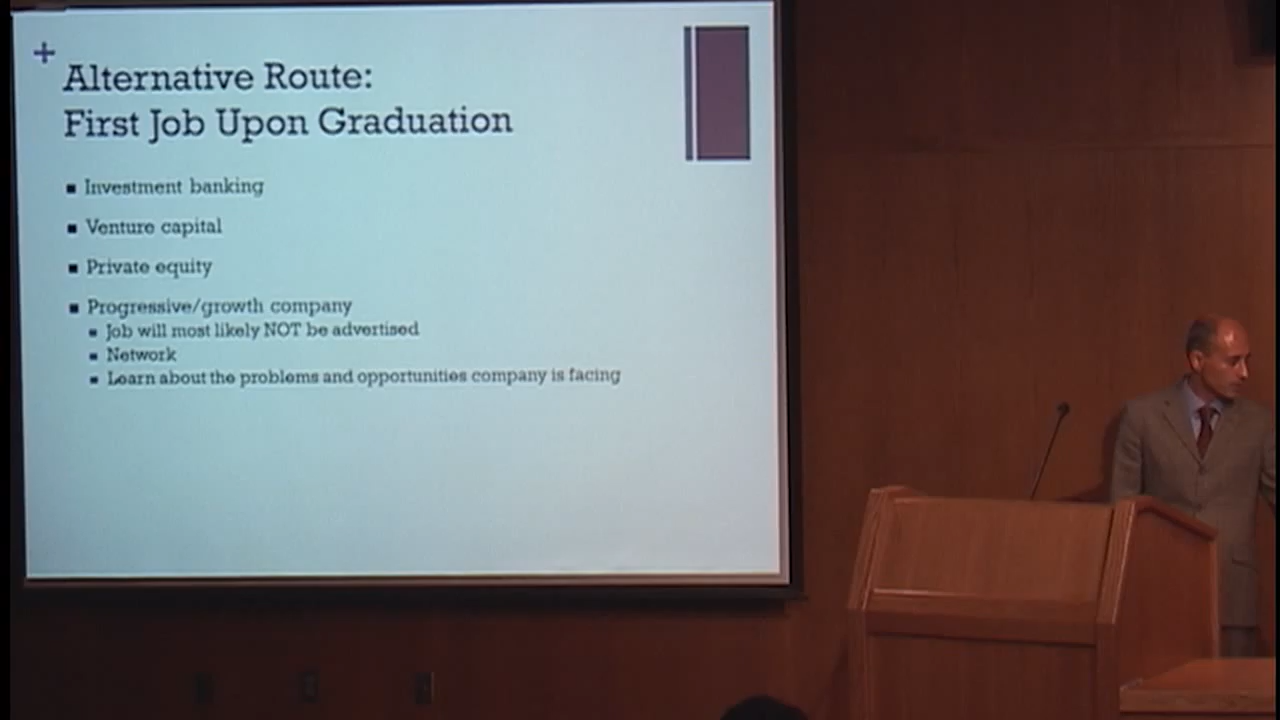 +
Alternative Route:
First Job Upon Graduation
▪ Investment banking
▪ Venture capital
▪ Private equity
▪ Progressive/growth company
▪ Job will most likely NOT be advertised
▪ Network
▪ Learn about the problems and opportunities company is facing